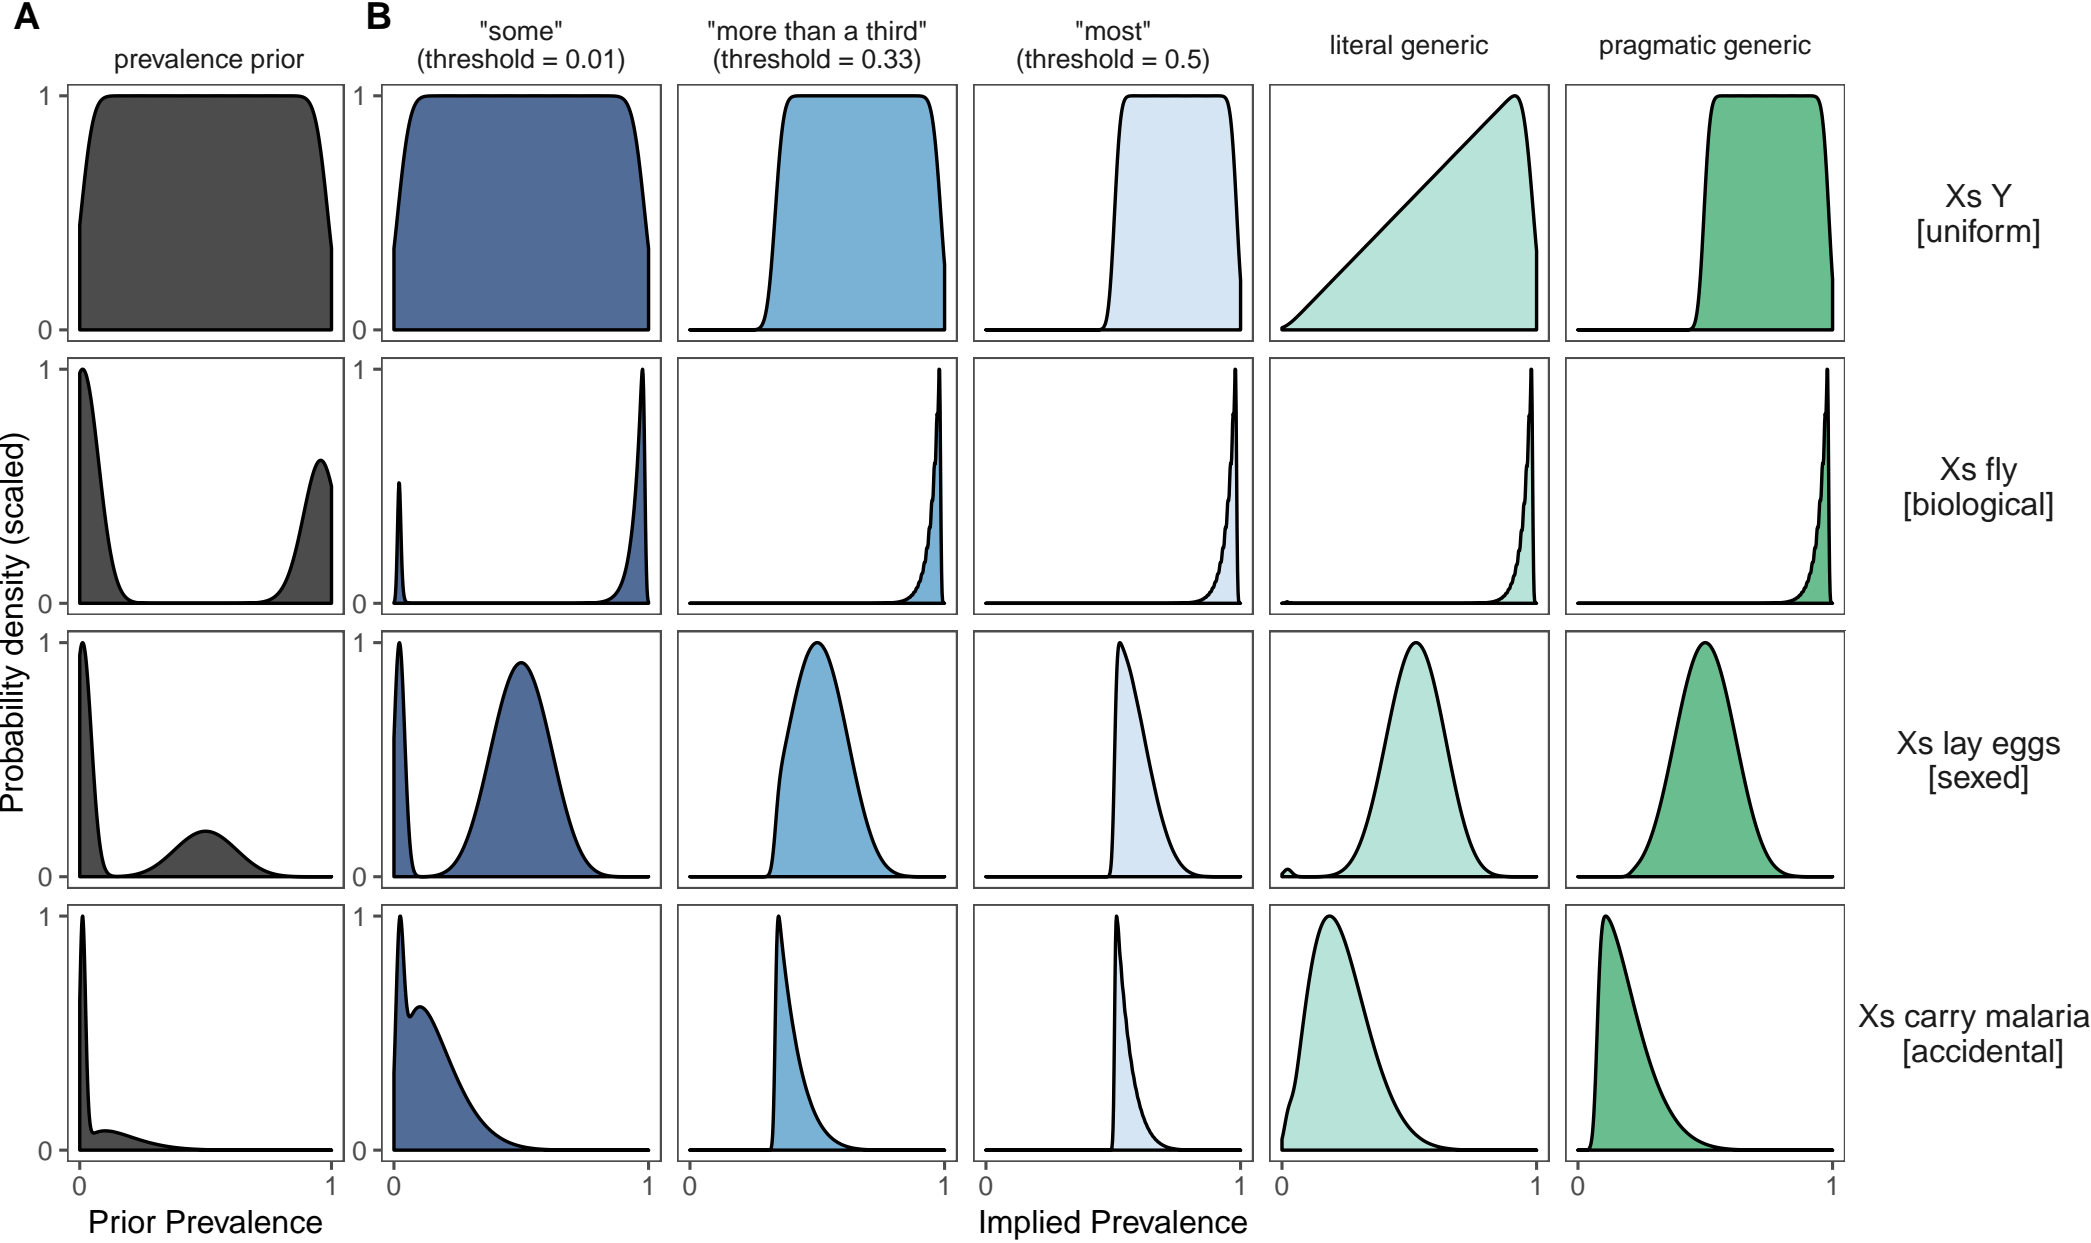 A
B
prevalence prior
"some"
(threshold = 0.01)
"more than a third"
(threshold = 0.33)
"most"
(threshold = 0.5)
literal generic
pragmatic generic
1
0
1
0
Xs Y
[uniform]
1
0
1
0
Xs fly
[biological]
Probability density (scaled)
1
0
1
0
Xs lay eggs
[sexed]
1
0
1
0
Xs carry malaria
[accidental]
0
1
0
1
0
1
0
1
0
1
0
1
Prior Prevalence
Implied Prevalence